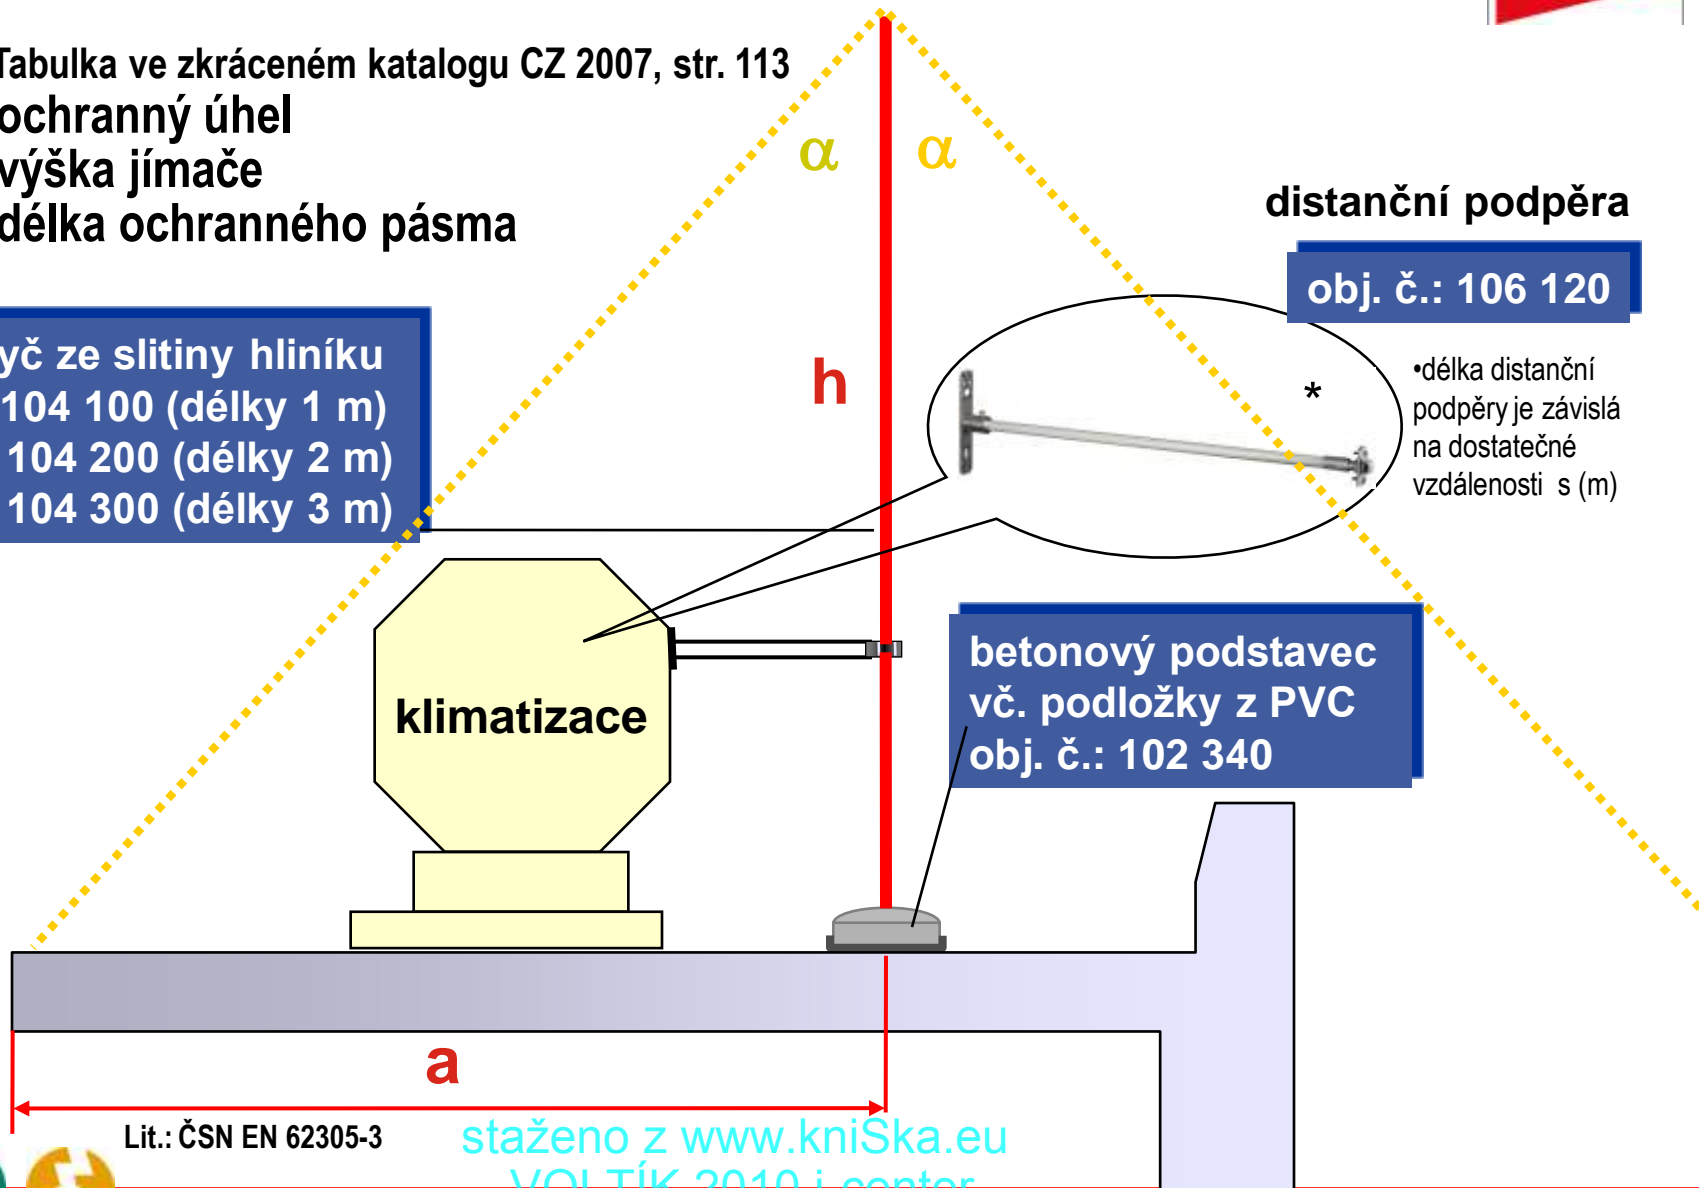 Tabulka ve zkráceném katalogu CZ 2007, str. 113
ochranný úhel
výška jímače
délka ochranného pásma
α
α
distanční podpěra
obj. č.: 106 120
yč ze slitiny hliníku
104 100 (délky 1 m)
104 200 (délky 2 m)
104 300 (délky 3 m)
h
*
•délka distanční
podpěry je závislá
na dostatečné
vzdálenosti s (m)
klimatizace
betonový podstavec
vč. podložky z PVC
obj. č.: 102 340
a
Lit.: ČSN EN 62305-3
staženo z www.kniSka.eu
VOLTÍK 2010 i-center